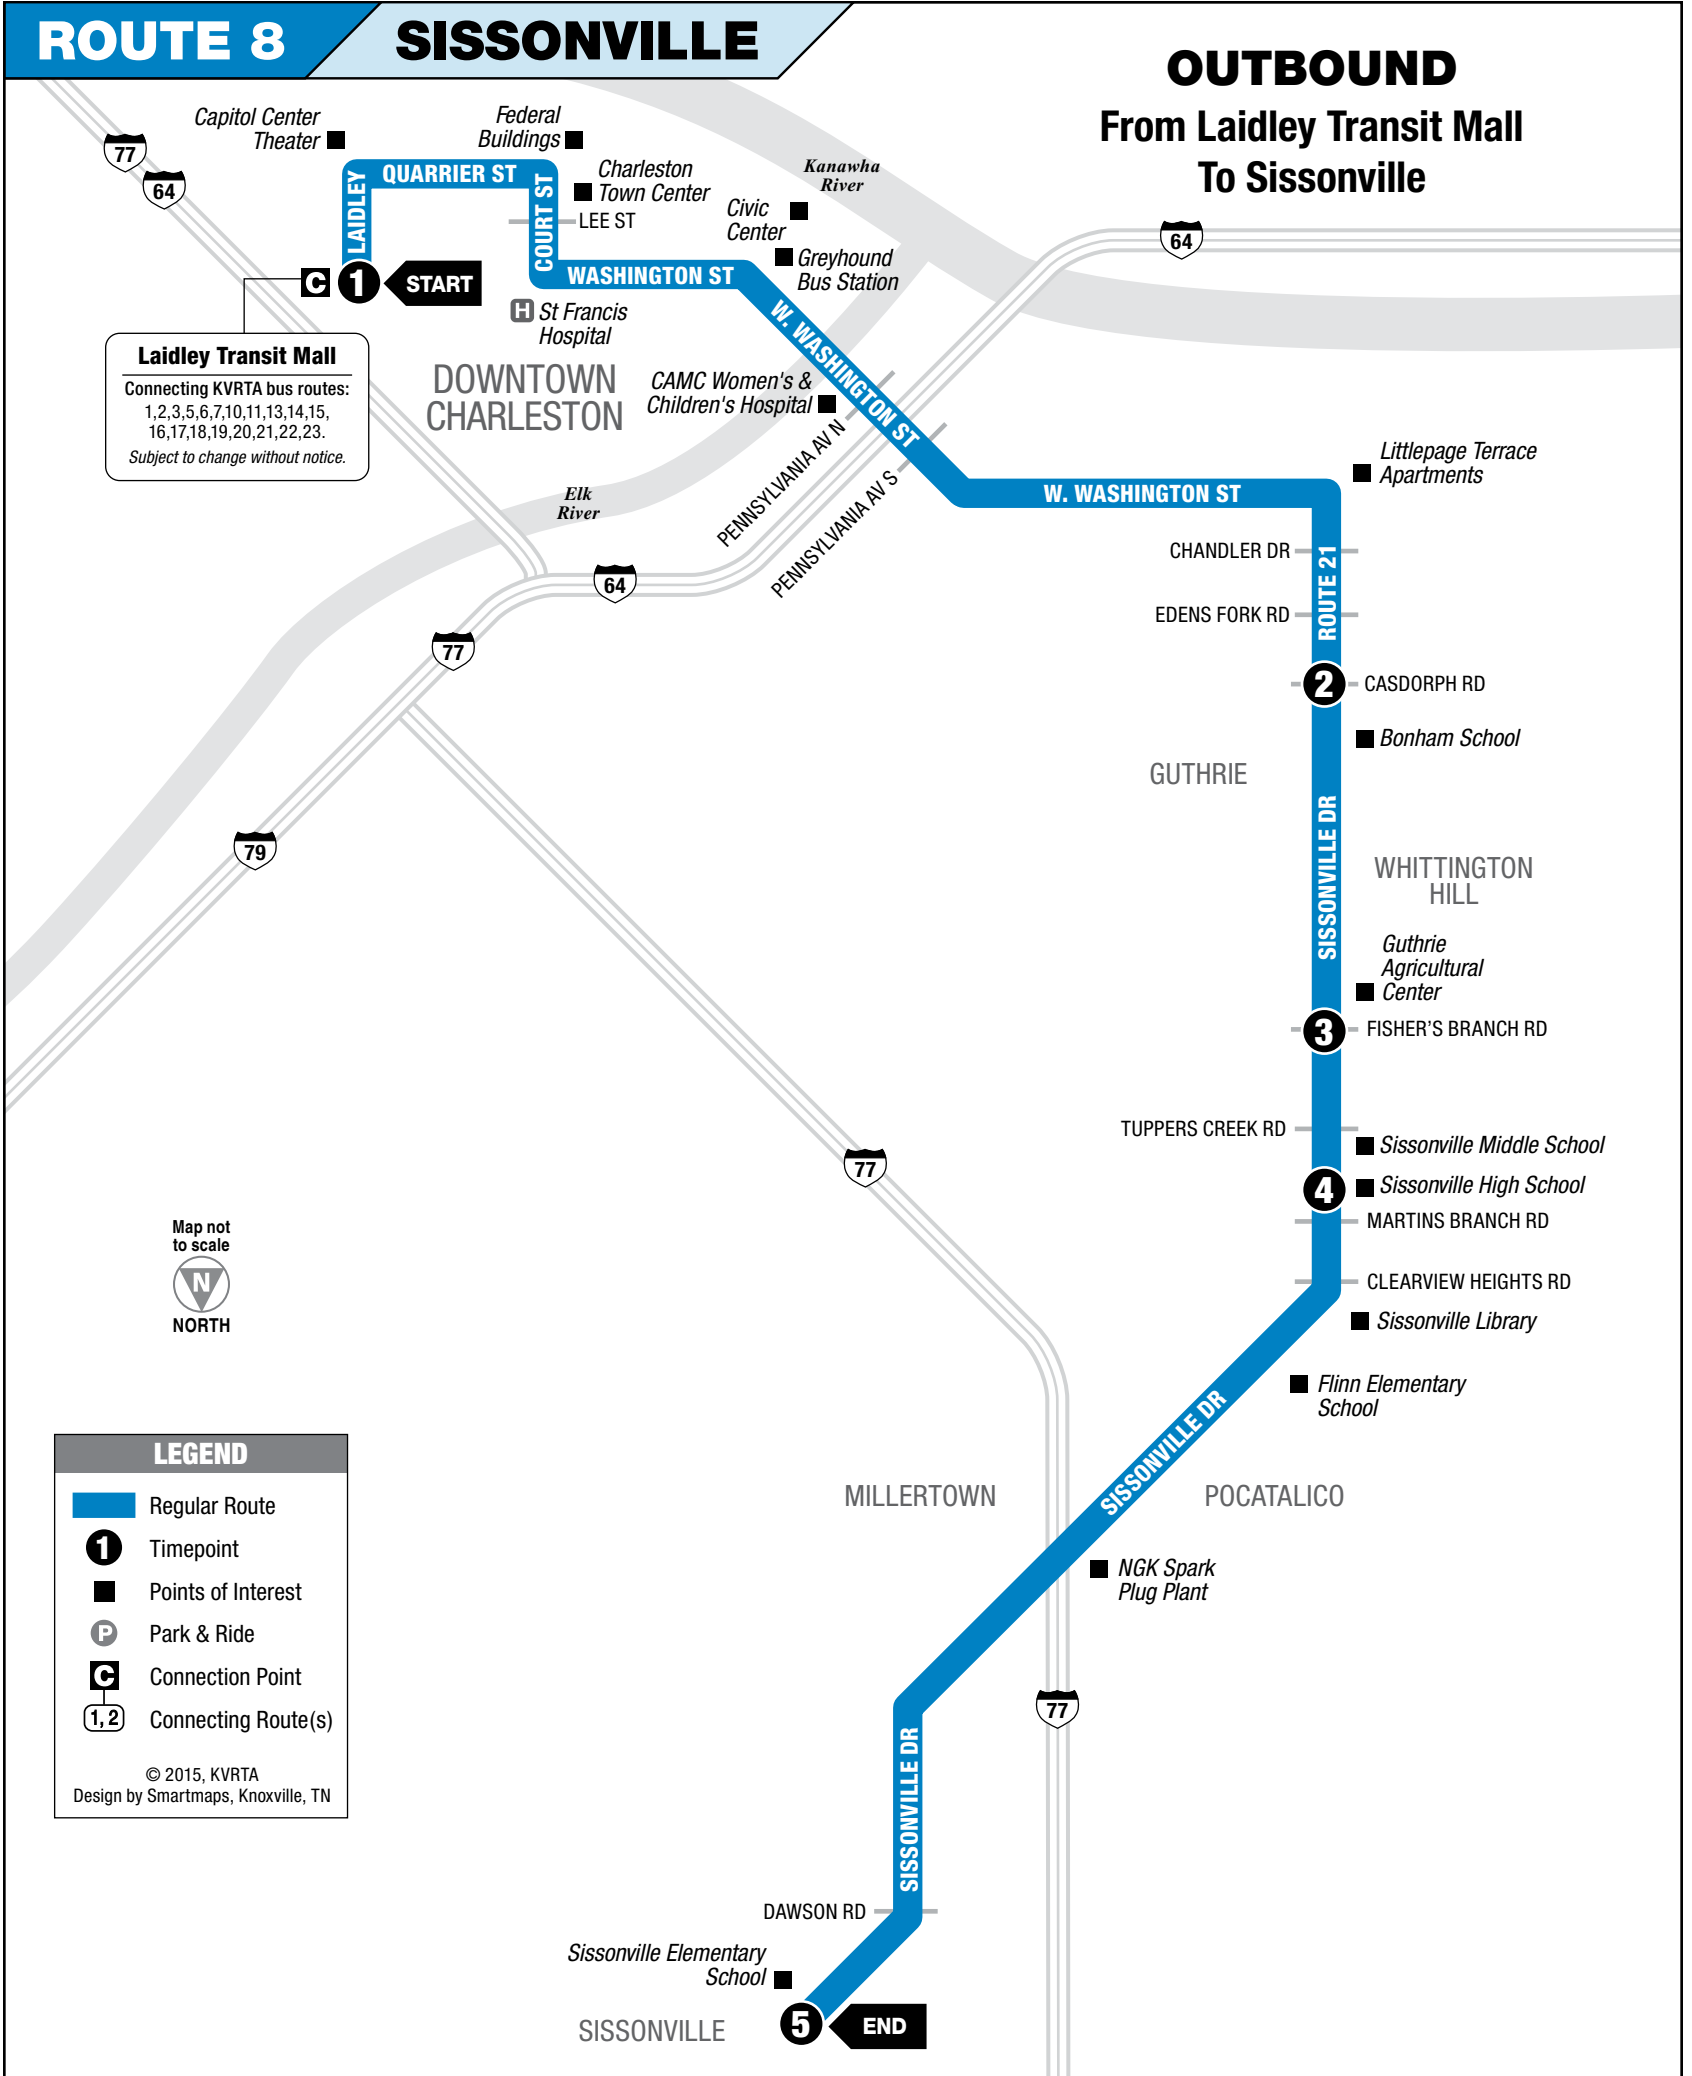 ROUTE 8
SISSONVILLE
OUTBOUND
From Laidley Transit Mall
To Sissonville
Capitol Center
Theater
Federal
Buildings
77
64
QUARRIER ST
LAIDLEY
COURT ST
Charleston
Town Center
LEE ST
Kanawha
River
Civic
Center
Greyhound
Bus Station
64
C
1
START
WASHINGTON ST
H
St Francis
Hospital
W. WASHINGTON ST
Laidley Transit Mall
Connecting KVRTA bus routes:
1,2,3,5,6,7,10,11,13,14,15,
16,17,18,19,20,21,22,23.
Subject to change without notice.
DOWNTOWN
CHARLESTON
CAMC Women's &
Children's Hospital
PENNSYLVANIA AV N
PENNSYLVANIA AV S
Elk
River
W. WASHINGTON ST
Littlepage Terrace
Apartments
CHANDLER DR
ROUTE 21
EDENS FORK RD
64
77
2
CASDORPH RD
Bonham School
GUTHRIE
SISSONVILLE DR
79
WHITTINGTON
HILL
Guthrie
Agricultural
Center
3
FISHER'S BRANCH RD
TUPPERS CREEK RD
Sissonville Middle School
77
4
Sissonville High School
MARTINS BRANCH RD
CLEARVIEW HEIGHTS RD
Sissonville Library
Map not
to scale
N
NORTH
Flinn Elementary
School
SISSONVILLE DR
MILLERTOWN
POCATALICO
NGK Spark
Plug Plant
77
LEGEND
Regular Route
1
Timepoint
Points of Interest
P
Park & Ride
C
Connection Point
1, 2
Connecting Route(s)
© 2015, KVRTA
Design by Smartmaps, Knoxville, TN
SISSONVILLE DR
DAWSON RD
Sissonville Elementary
School
SISSONVILLE
5
END